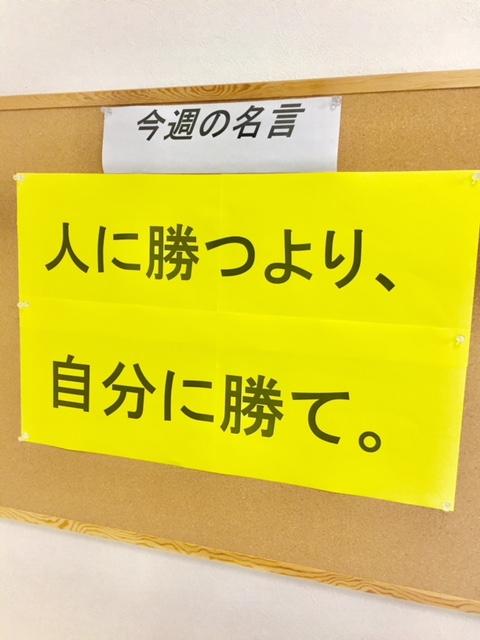 今週の名言
人に勝つより、
自分に勝て。